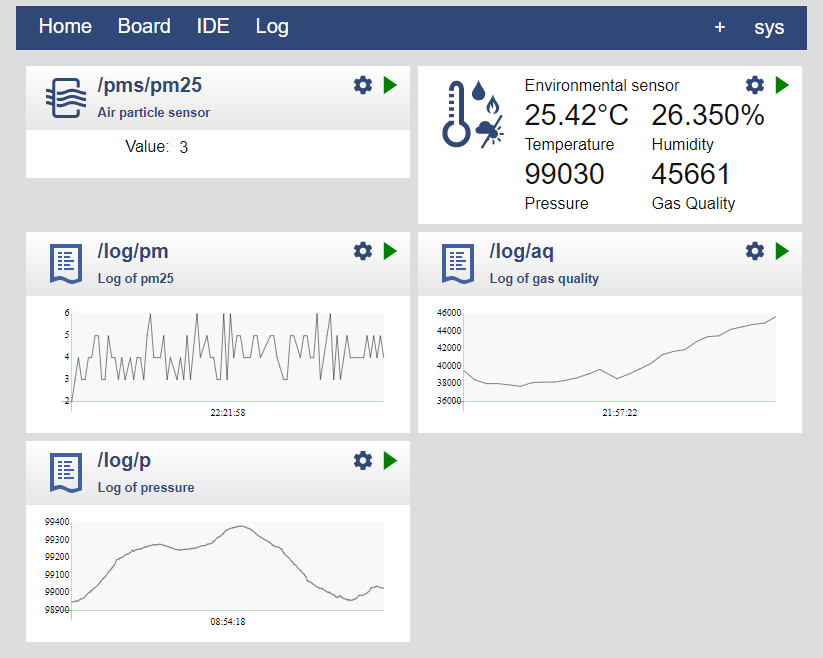 Home Board IDE Log + sys
/pms/pm25
Air particle sensor
Value: 3
Environmental sensor
25.42°C 26.350%
Temperature Humidity
99030 45661
Pressure Gas Quality
/log/pm
Log of pm25
6
5
4
3
2
22:21:58
/log/aq
Log of gas quality
46000
44000
42000
40000
38000
36000
21:57:22
/log/p
Log of pressure
99400
99300
99200
99100
99000
98900
08:54:18